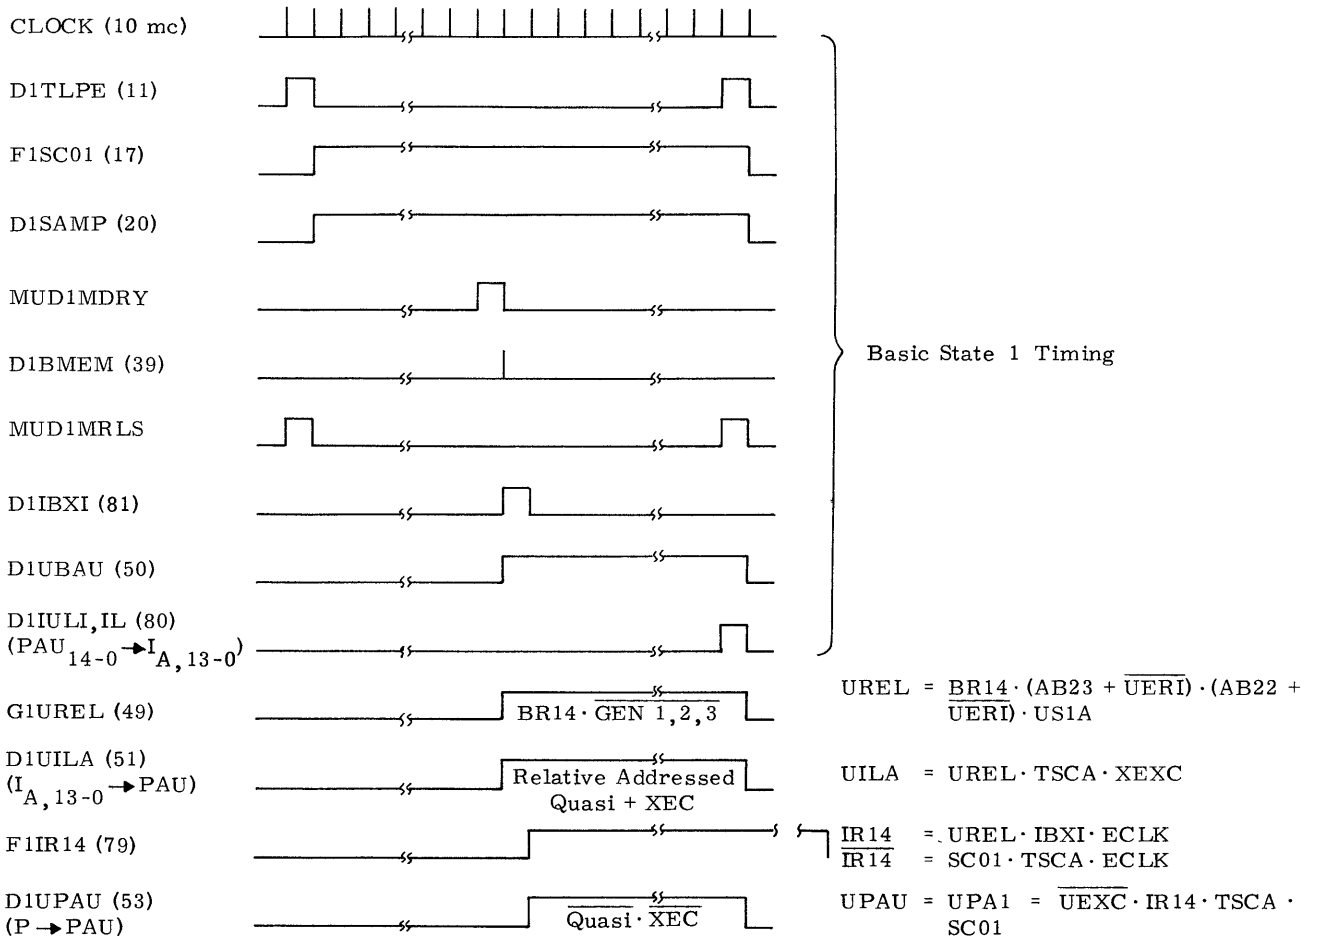 CLOCK (10 mc)
D1TLPE (11)
F1SC01 (17)
D1SAMP (20)
MUD1MDRY
D1BMEM (39)
MUD1MRLS
D1IBXI (81)
D1UBAU (50)
D1IULI,IL (80)
(PAU14-0→IA,13-0)
Basic State 1 Timing
G1UREL (49)
BR14·GEN 1,2,3
UREL = BR14·(AB23 + UERI)·(AB22 +
UERI)·US1A
D1UILA (51)
(IA,13-0→PAU)
Relative Addressed
Quasi + XEC
UILA = UREL·TSCA·XEXC
F1IR14 (79)
IR14 = UREL·IBXI·ECLK
IR14 = SC01·TSCA·ECLK
D1UPAU (53)
(P→PAU)
Quasi·XEC
UPAU = UPA1 = UEXC·IR14·TSCA·
SC01